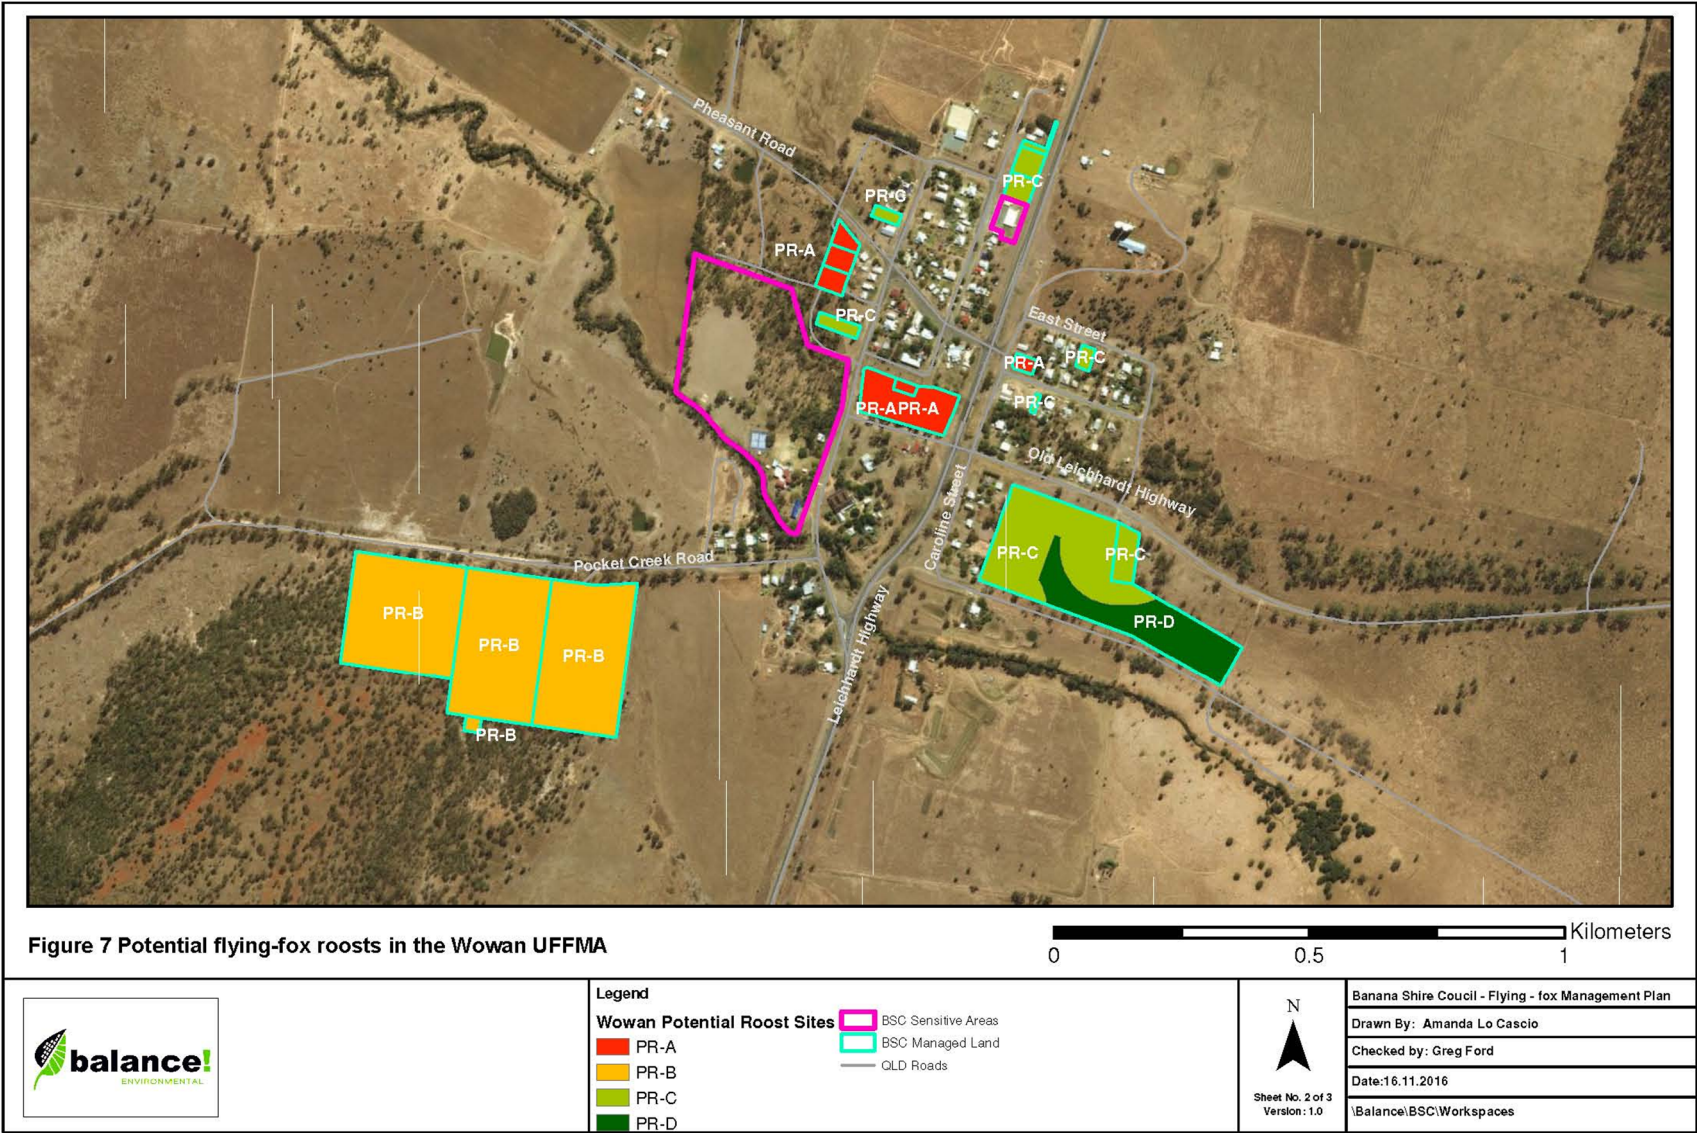 Pheasant Road
PR-C
PR-G
PR-A
PR-C
East Street
PR-A
PR-C
PR-C
PR-A PR-A
Old Leichhardt Highway
Caroline Street
PR-C
PR-C
Pocket Creek Road
PR-B
PR-D
PR-B
PR-B
Leichhardt Highway
PR-B
Figure 7 Potential flying-fox roosts in the Wowan UFFMA
Kilometers
0 0.5 1
balance!
ENVIRONMENTAL
Legend
Wowan Potential Roost Sites
PR-A
PR-B
PR-C
PR-D
BSC Sensitive Areas
BSC Managed Land
QLD Roads
N
Sheet No. 2 of 3
Version: 1.0
Banana Shire Coucil - Flying - fox Management Plan
Drawn By: Amanda Lo Cascio
Checked by: Greg Ford
Date:16.11.2016
\Balance\BSC\Workspaces